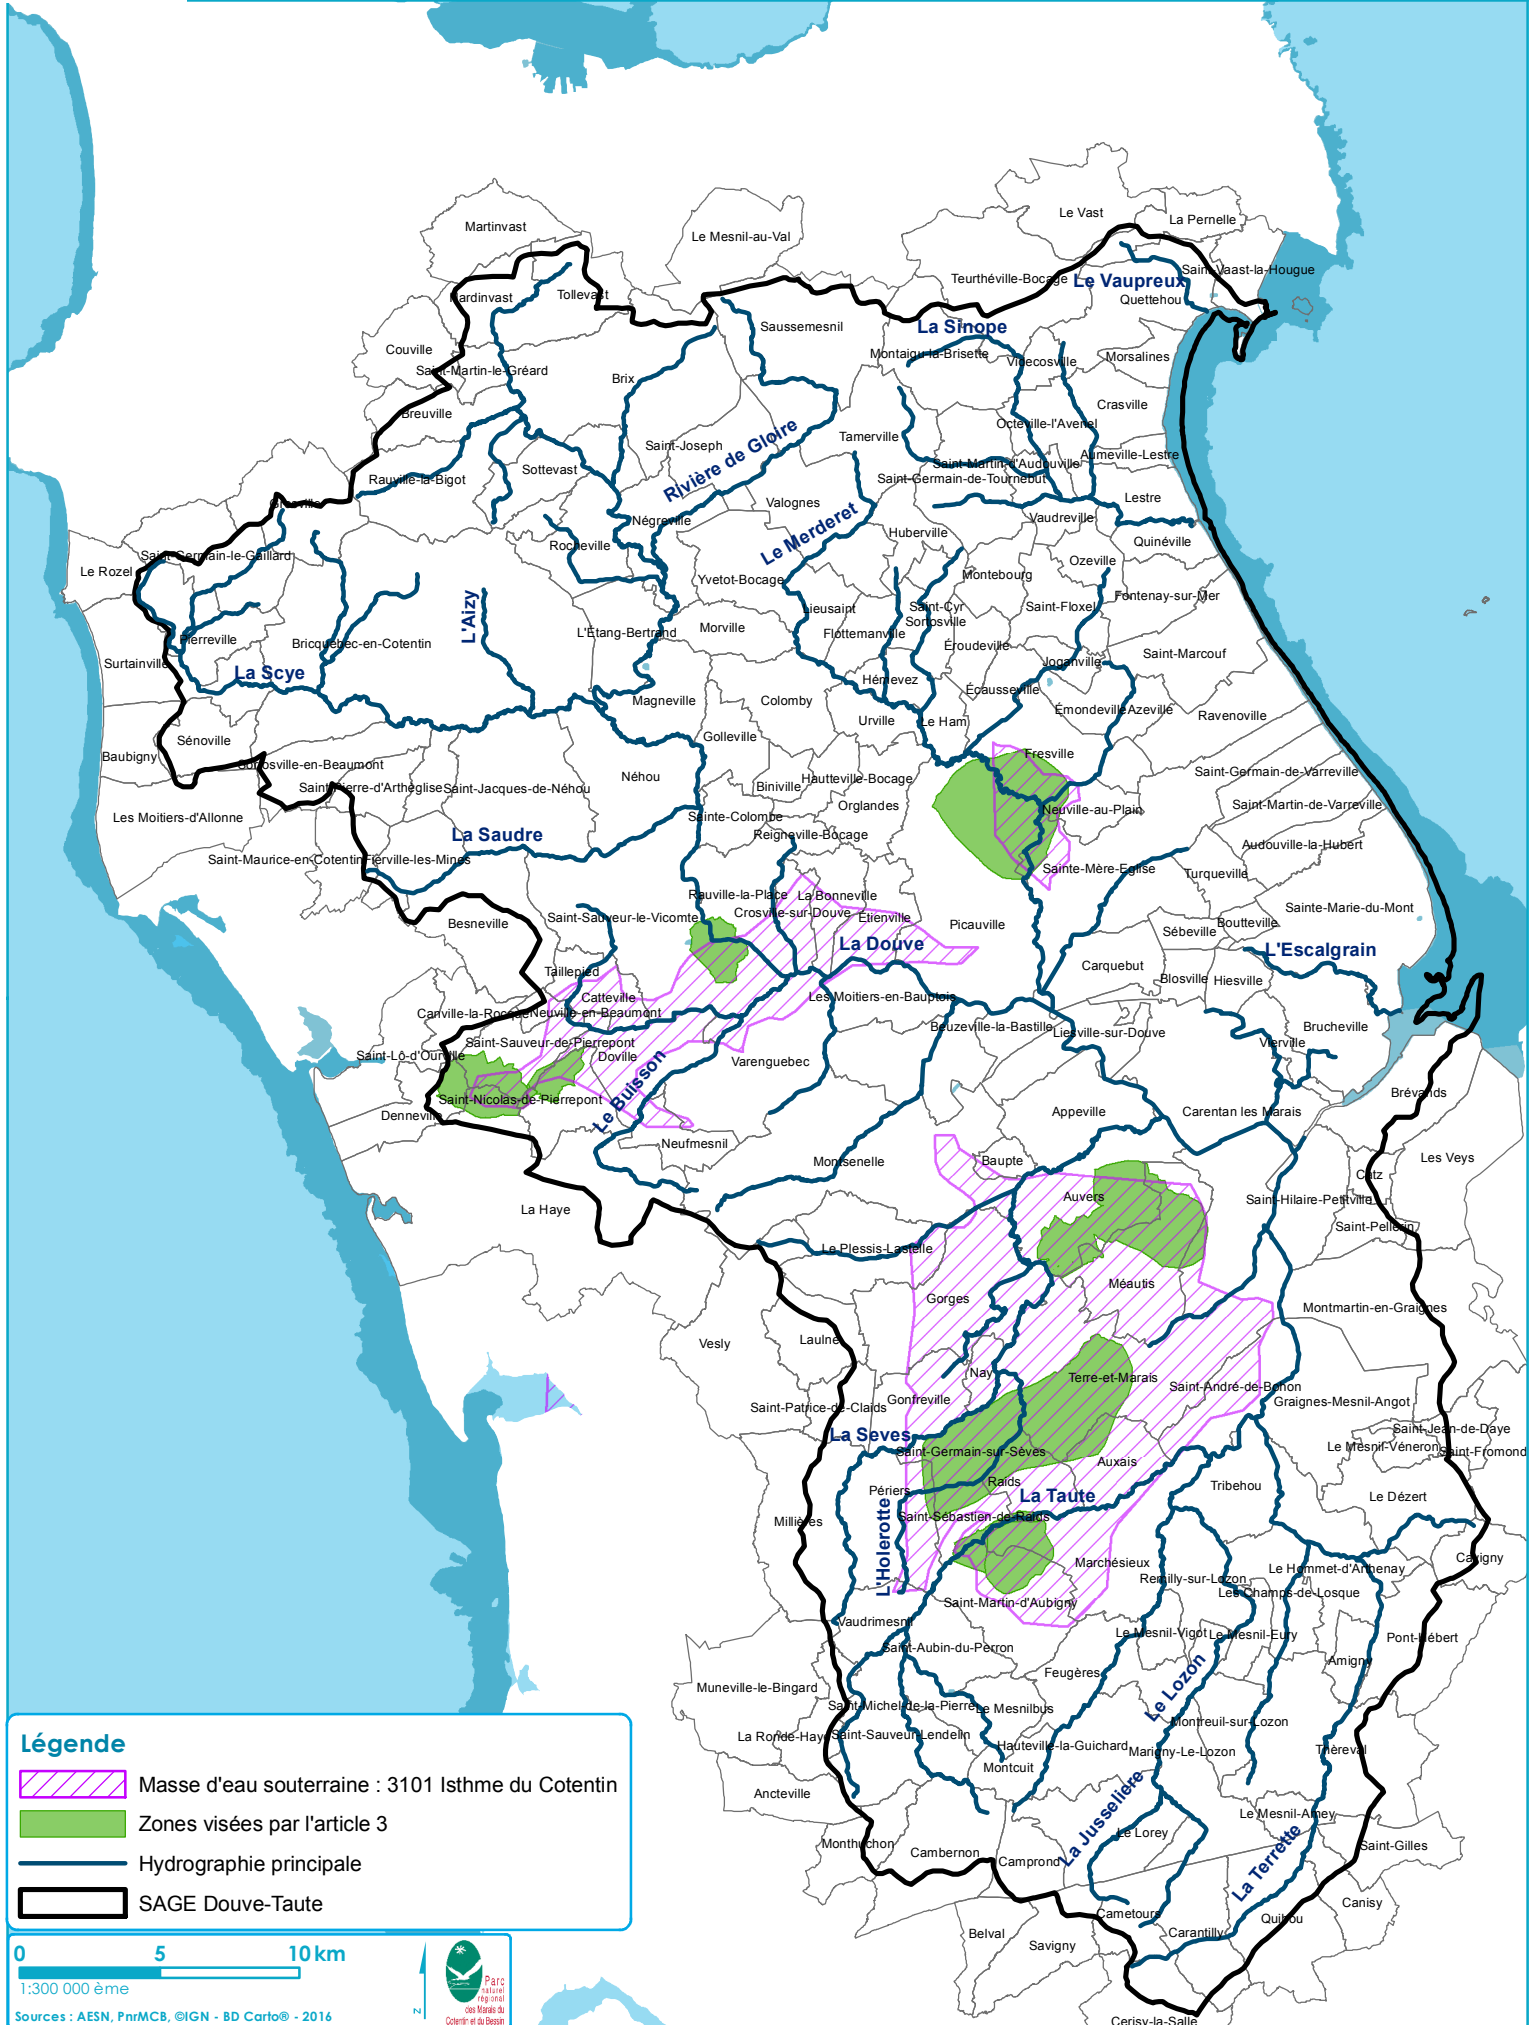 Le Vast
La Pernelle
Martinvast
Le Mesnil-au-Val
Saint-Vaast-la-Hougue
Teurthéville-Bocage
Le Vaupreux
Hardinvast
Tollevast
Quettehou
Saussemesnil
La Sinope
Couville
Montaigu-la-Brisette
Videcosville
Morsalines
Saint-Martin-le-Gréard
Brix
Breuville
Crasville
Octeville-l'Avenel
Saint-Joseph
Rivière de Gloire
Tamerville
Aumeville-Lestre
Sottevast
Saint-Martin-d'Audouville
Rauville-la-Bigot
Saint-Germain-de-Tournebut
Grosville
Valognes
Lestre
Négreville
Le Merderet
Vaudreville
Huberville
Quinéville
Saint-Germain-le-Gaillard
Rocheville
Le Rozel
Ozeville
Yvetot-Bocage
Montebourg
Fontenay-sur-Mer
L'Aizy
Lieusaint
Saint-Cyr
Saint-Floxel
Sortosville
Pierreville
Bricquebec-en-Cotentin
L'Étang-Bertrand
Morville
Flottemanville
Éroudeville
Saint-Marcouf
Surtainville
La Scye
Joganville
Hémevez
Écausseville
Magneville
Colomby
Émondeville
Azeville
Ravenoville
Urville
Le Ham
Sénoville
Golleville
Baubigny
Fresville
Sortosville-en-Beaumont
Saint-Germain-de-Varreville
Néhou
Hautteville-Bocage
Biniville
Saint-Pierre-d'Arthéglise
Saint-Jacques-de-Néhou
Orglandes
Saint-Martin-de-Varreville
Les Moitiers-d'Allonne
Sainte-Colombe
Neuville-au-Plain
La Saudre
Reigneville-Bocage
Audouville-la-Hubert
Saint-Maurice-en-Cotentin
Fierville-les-Mines
Sainte-Mère-Eglise
Turqueville
Rauville-la-Place
La Bonneville
Sainte-Marie-du-Mont
Besneville
Saint-Sauveur-le-Vicomte
Crosville-sur-Douve
Étienville
Picauville
Boutteville
Sébeville
La Douve
L'Escalgrain
Taillepied
Carquebut
Blosville
Hiesville
Catteville
Les Moitiers-en-Bauptois
Canville-la-Rocque
Neuville-en-Beaumont
Beuzeville-la-Bastille
Liesville-sur-Douve
Brucheville
Vierville
Saint-Sauveur-de-Pierrepont
Saint-Lô-d'Ourville
Doville
Varenguebec
Le Buisson
Saint-Nicolas-de-Pierrepont
Brévands
Denneville
Appeville
Carentan les Marais
Neufmesnil
Les Veys
Montsenelle
Baupte
Catz
Auvers
Saint-Hilaire-Petitville
La Haye
Saint-Pellerin
Le Plessis-Lastelle
Méautis
Gorges
Montmartin-en-Graignes
Vesly
Laulne
Nay
Terre-et-Marais
Saint-André-de-Bohon
Gonfreville
Graignes-Mesnil-Angot
Saint-Patrice-de-Claids
Saint-Jean-de-Daye
La Seves
Le Mesnil-Véneron
Saint-Fromond
Saint-Germain-sur-Sèves
Auxais
Raids
Tribehou
Périers
La Taute
Le Dézert
L'Holerotte
Saint-Sébastien-de-Raids
Millières
Cavigny
Marchésieux
Le Hommet-d'Arthenay
Remilly-sur-Lozon
Les Champs-de-Losque
Saint-Martin-d'Aubigny
Vaudrimesnil
Le Mesnil-Vigot
Le Mesnil-Eury
Pont-Hébert
Saint-Aubin-du-Perron
Amigny
Feugères
Le Lozon
Muneville-le-Bingard
Saint-Michel-de-la-Pierre
Le Mesnilbus
Montreuil-sur-Lozon
La Ronde-Haye
Saint-Sauveur-Lendelin
Hauteville-la-Guichard
Marigny-Le-Lozon
Thèreval
Montcuit
Ancteville
La Jusseliere
Le Mesnil-Amey
Le Lorey
Monthuchon
Cambernon
Camprond
Saint-Gilles
La Terrette
Canisy
Cametours
Quibou
Belval
Carantilly
Savigny
Cerisy-la-Salle
Légende
Masse d'eau souterraine : 3101 Isthme du Cotentin
Zones visées par l'article 3
Hydrographie principale
SAGE Douve-Taute
0 5 10 km
1:300 000 ème
Sources : AESN, PnrMCB, ©IGN - BD Carto® - 2016
N
Parc
naturel
régional
des Marais du
Cotentin et du Bessin